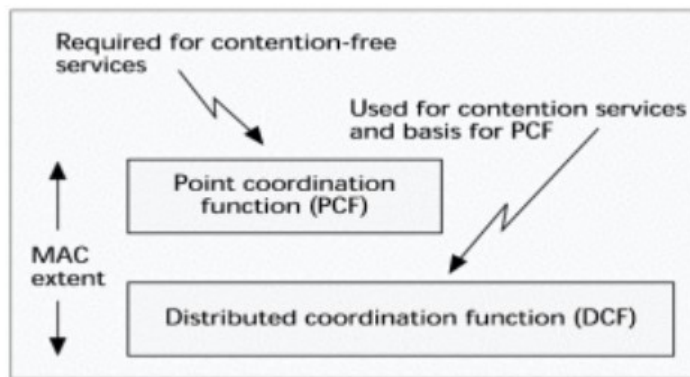 Required for contention-free
services
Used for contention services
and basis for PCF
Point coordination
function (PCF)
MAC
extent
Distributed coordination function (DCF)